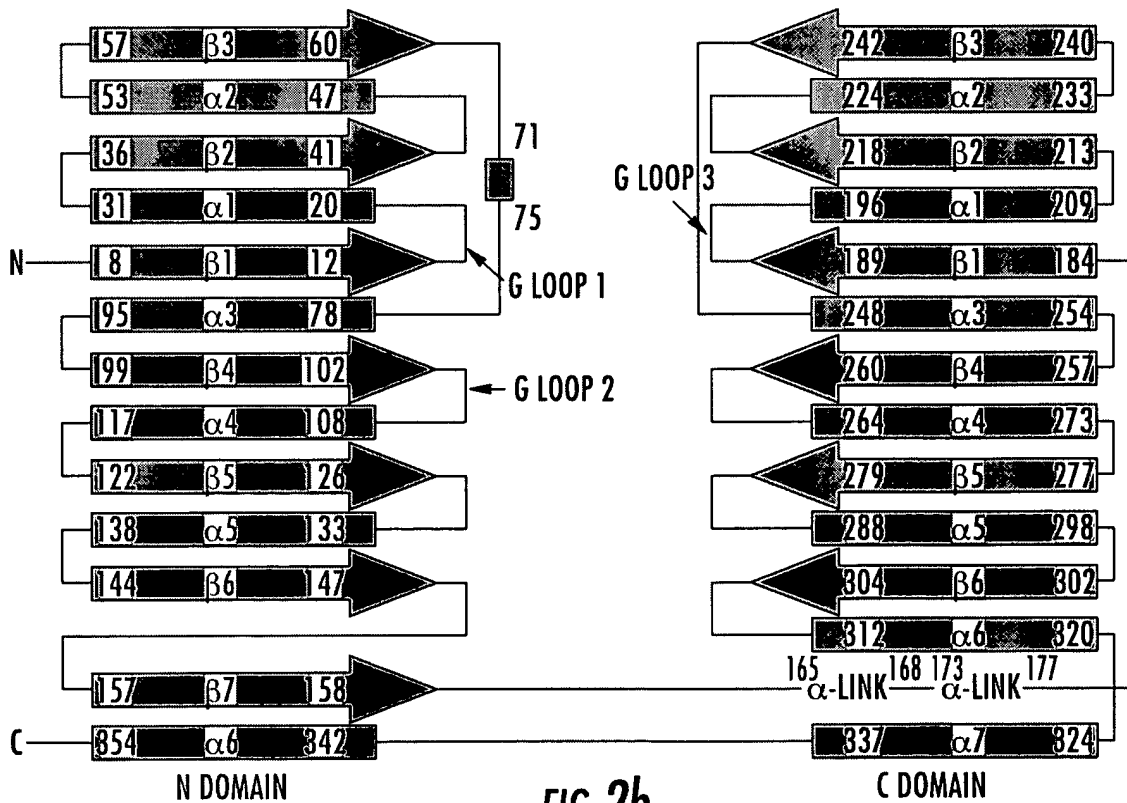 57 β3 60
53 α2 47
36 β2 41
31 α1 20
N 8 β1 12
95 α3 78
99 β4 102
117 α4 108
122 β5 126
138 α5 133
144 β6 147
157 β7 158
C 354 α6 342
N DOMAIN
71
75
G LOOP 1
G LOOP 2
G LOOP 3
242 β3 240
224 α2 233
218 β2 213
196 α1 209
189 β1 184
248 α3 254
260 β4 257
264 α4 273
279 β5 277
288 α5 298
304 β6 302
312 α6 320
165 α-LINK 168 173 α-LINK 177
337 α7 324
C DOMAIN
FIG. 2b